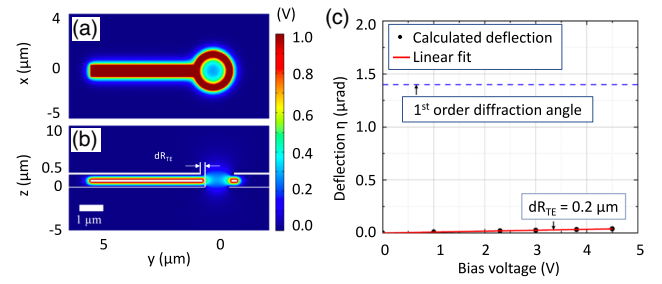 (V)
(a)
4
0
-5
x (μm)
(b)
10
0.5
0
-5
z (μm)
dR_TE
1 μm
5
0
y (μm)
1.0
0.8
0.6
0.4
0.2
0.0
(c)
2.0
1.5
1.0
0.5
0.0
Deflection η (μrad)
Calculated deflection
Linear fit
1st order diffraction angle
dR_TE = 0.2 μm
0
1
2
3
4
5
Bias voltage (V)